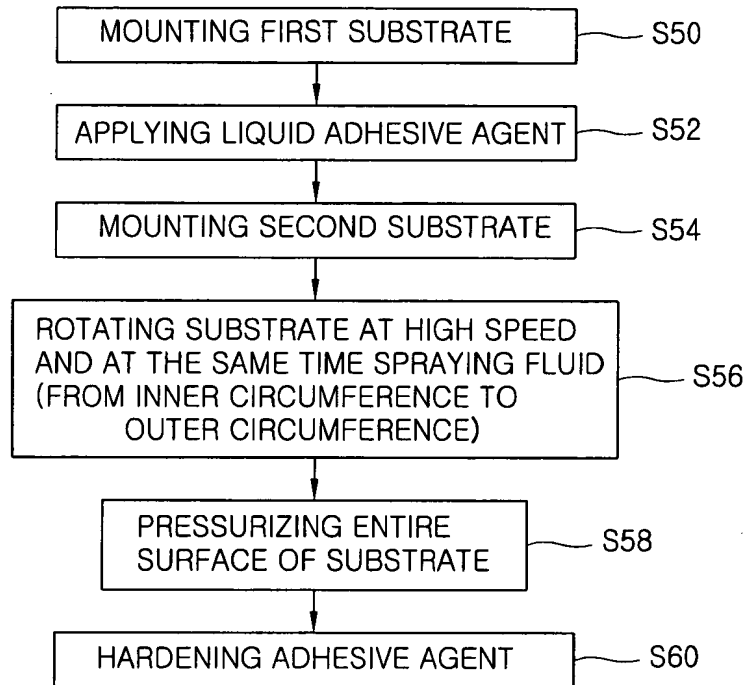 MOUNTING FIRST SUBSTRATE S50
APPLYING LIQUID ADHESIVE AGENT S52
MOUNTING SECOND SUBSTRATE S54
ROTATING SUBSTRATE AT HIGH SPEED
AND AT THE SAME TIME SPRAYING FLUID
(FROM INNER CIRCUMFERENCE TO
OUTER CIRCUMFERENCE)
S56
PRESSURIZING ENTIRE
SURFACE OF SUBSTRATE
S58
HARDENING ADHESIVE AGENT S60